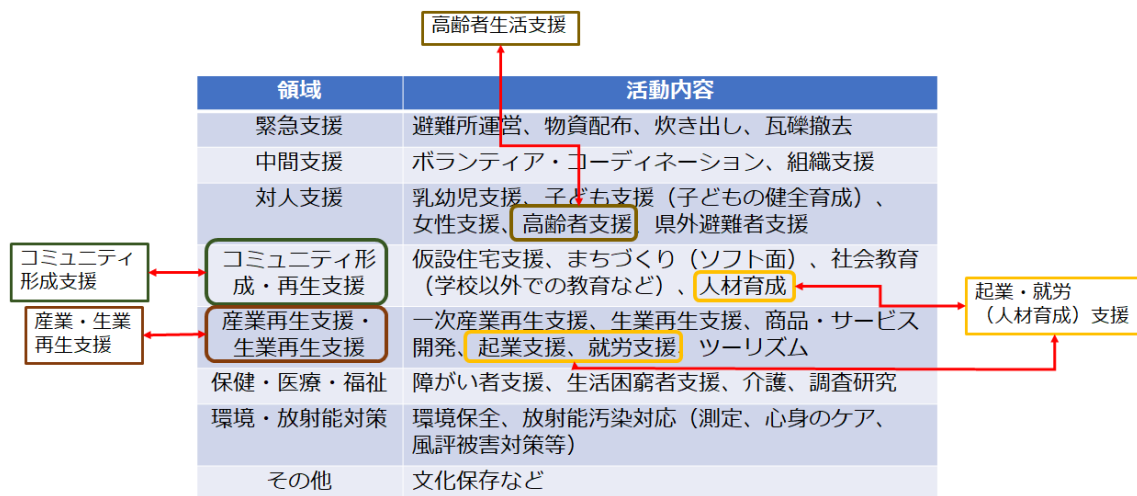 高齢者生活支援
領域 活動内容
緊急支援 避難所運営、物資配布、炊き出し、瓦礫撤去
中間支援 ボランティア・コーディネーション、組織支援
対人支援 乳幼児支援、子ども支援（子どもの健全育成）、
女性支援、高齢者支援、県外避難者支援
コミュニティ
形成支援
コミュニティ形
成・再生支援
仮設住宅支援、まちづくり（ソフト面）、社会教育
（学校以外での教育など）、人材育成
起業・就労
（人材育成）支援
産業・生業
再生支援
産業再生支援・
生業再生支援
一次産業再生支援、生業再生支援、商品・サービス
開発、起業支援、就労支援 ツーリズム
保健・医療・福祉 障がい者支援、生活困窮者支援、介護、調査研究
環境・放射能対策 環境保全、放射能汚染対応（測定、心身のケア、
風評被害対策等）
その他 文化保存など